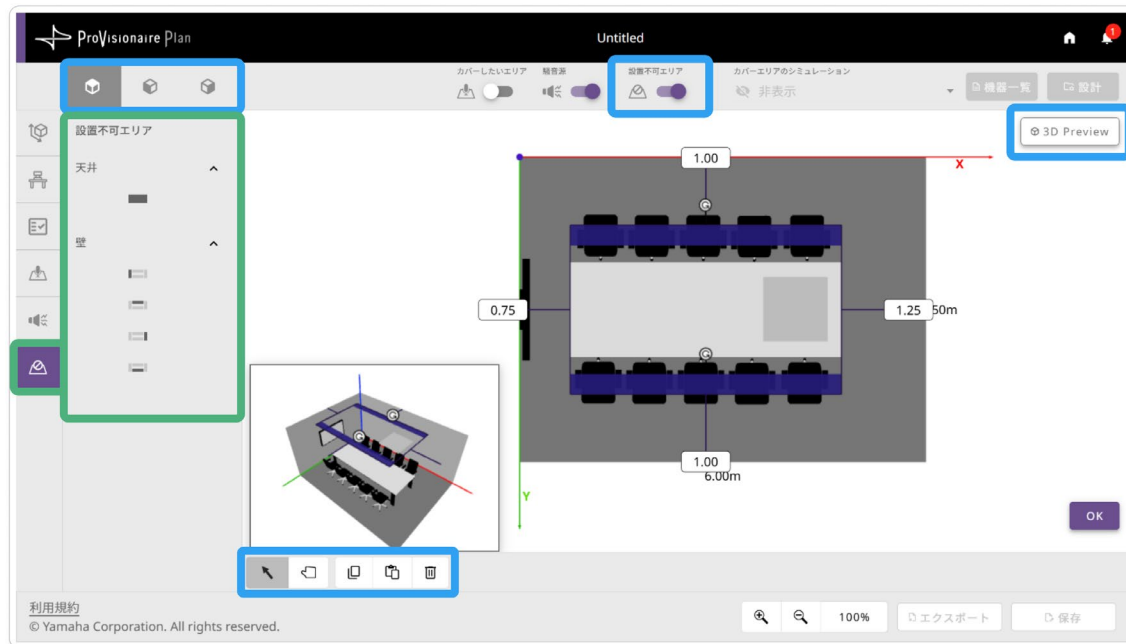 ProVisionaire Plan
Untitled
1
カバーしたいエリア
騒音源
設置不可エリア
カバーエリアのシミュレーション
非表示
機器一覧
設計
設置不可エリア
天井
壁
3D Preview
1.00
X
0.75
1.25
50m
1.00
6.00m
Y
G
G
G
G
OK
利用規約
© Yamaha Corporation. All rights reserved.
100%
エクスポート
保存